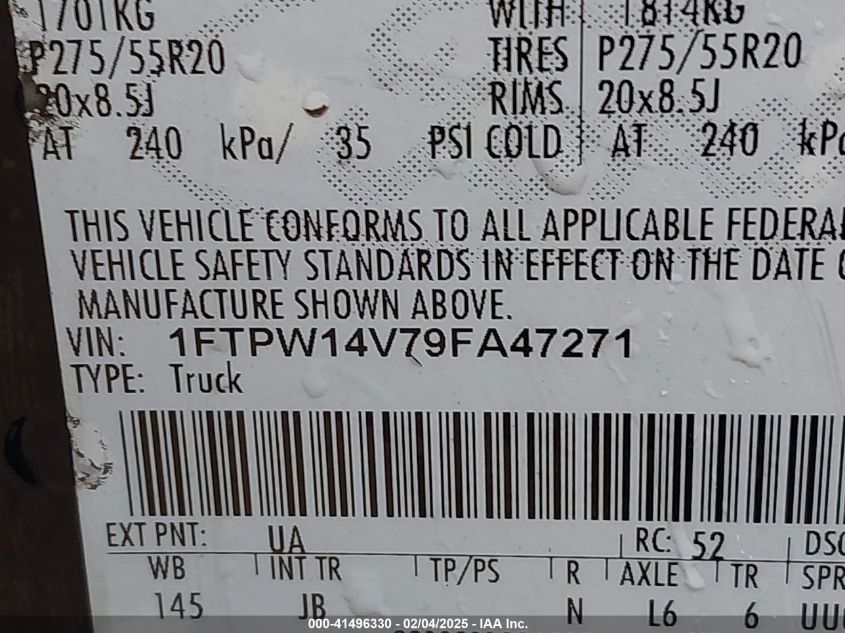 1701KG WITH 1814KG
P275/55R20 TIRES P275/55R20
20x8.5J RIMS 20x8.5J
AT 240 kPa/ 35 PSI COLD AT 240 kPa
THIS VEHICLE CONFORMS TO ALL APPLICABLE FEDERAL
VEHICLE SAFETY STANDARDS IN EFFECT ON THE DATE O
MANUFACTURE SHOWN ABOVE.
VIN: 1FTPW14V79FA47271
TYPE: Truck
EXT PNT: UA RC: 52 DSO
WB INT TR TP/PS R AXLE TR SPR
145 JB N L6 6 UUU
000-41496330 - 02/04/2025 - IAA Inc.